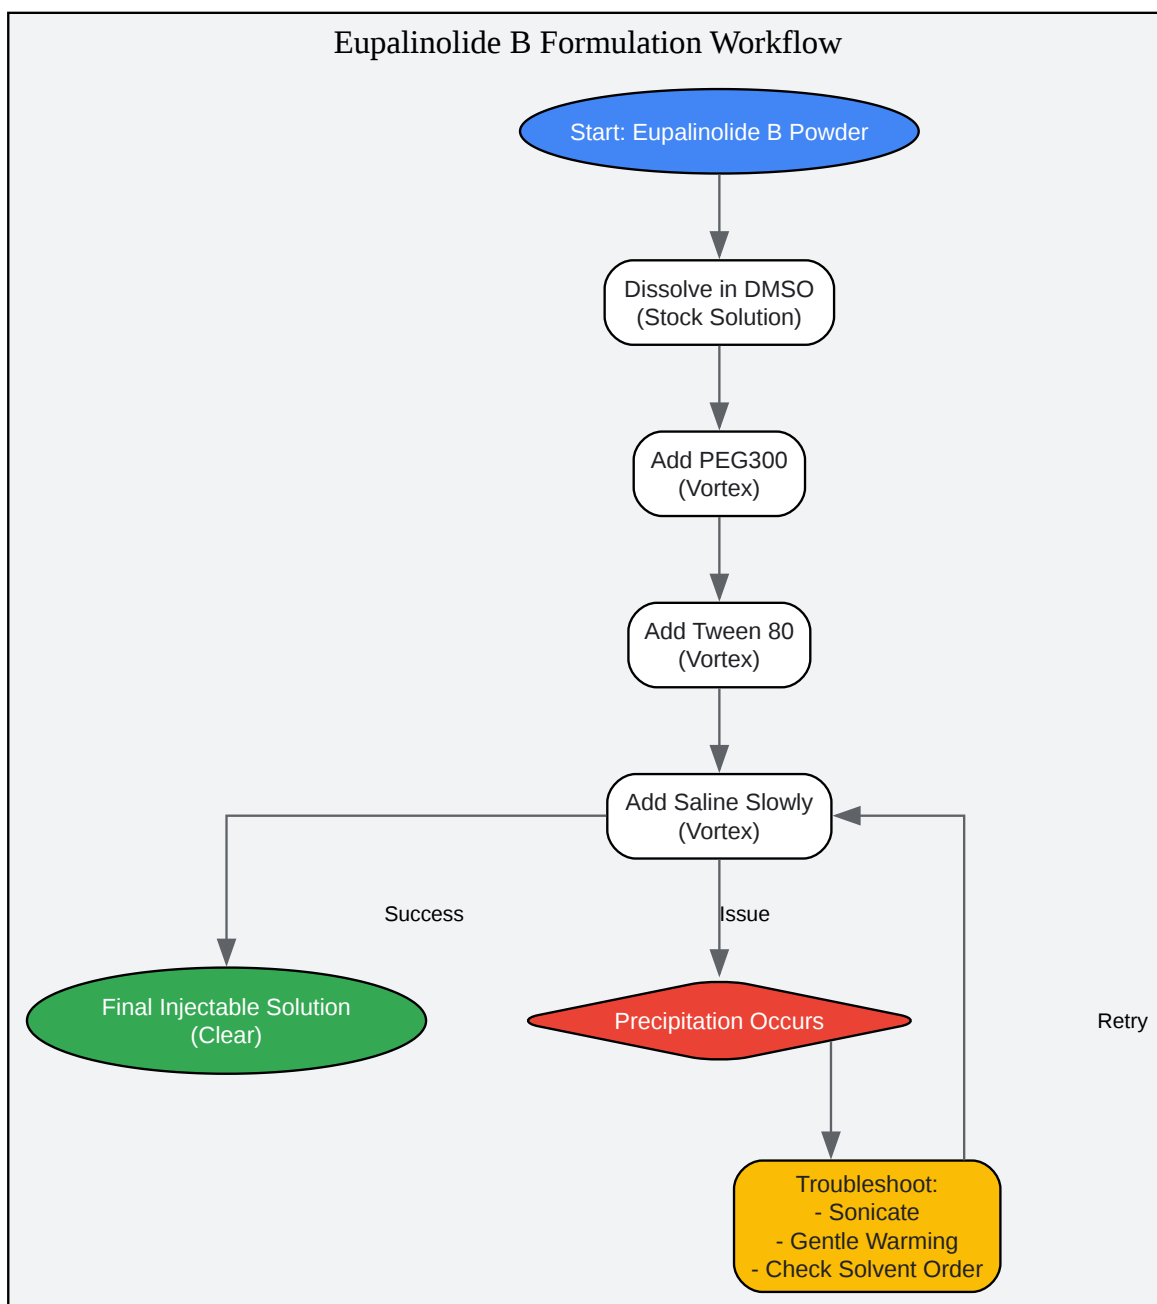 Eupalinolide B Formulation Workflow
Start: Eupalinolide B Powder
Dissolve in DMSO
(Stock Solution)
Add PEG300
(Vortex)
Add Tween 80
(Vortex)
Add Saline Slowly
(Vortex)
Success
Issue
Final Injectable Solution
(Clear)
Precipitation Occurs
Retry
Troubleshoot:
- Sonicate
- Gentle Warming
- Check Solvent Order